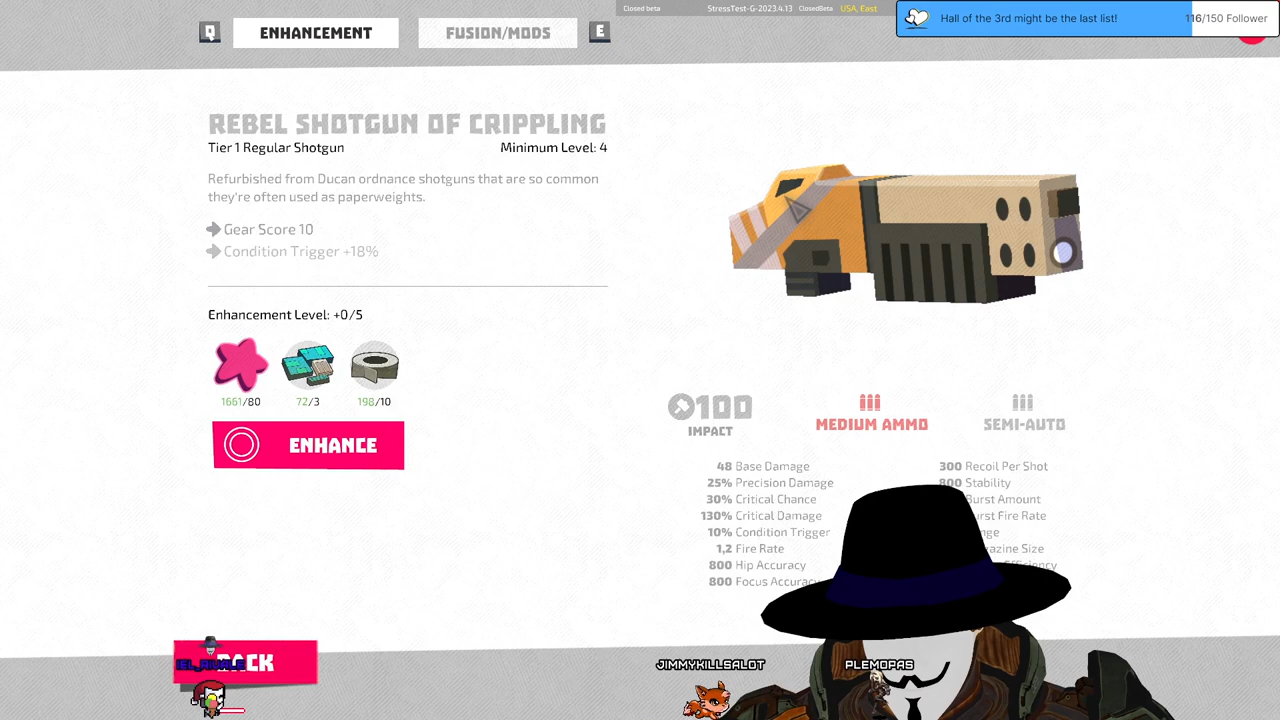 Q
ENHANCEMENT
FUSION/MODS
E
Closed beta
StressTest-G-2023.4.13
ClosedBeta
USA, East
Hall of the 3rd might be the last list!
116/150 Follower
REBEL SHOTGUN OF CRIPPLING
Tier 1 Regular Shotgun
Minimum Level: 4
Refurbished from Ducan ordnance shotguns that are so common
they're often used as paperweights.
Gear Score 10
Condition Trigger +18%
Enhancement Level: +0/5
1661/80
72/3
198/10
ENHANCE
100
IMPACT
MEDIUM AMMO
SEMI-AUTO
48 Base Damage
25% Precision Damage
30% Critical Chance
130% Critical Damage
10% Condition Trigger
1,2 Fire Rate
800 Hip Accuracy
800 Focus Accuracy
300 Recoil Per Shot
800 Stability
Burst Amount
Fire Rate
Size
JIMMYKILLSALOT
PLEMOPAS